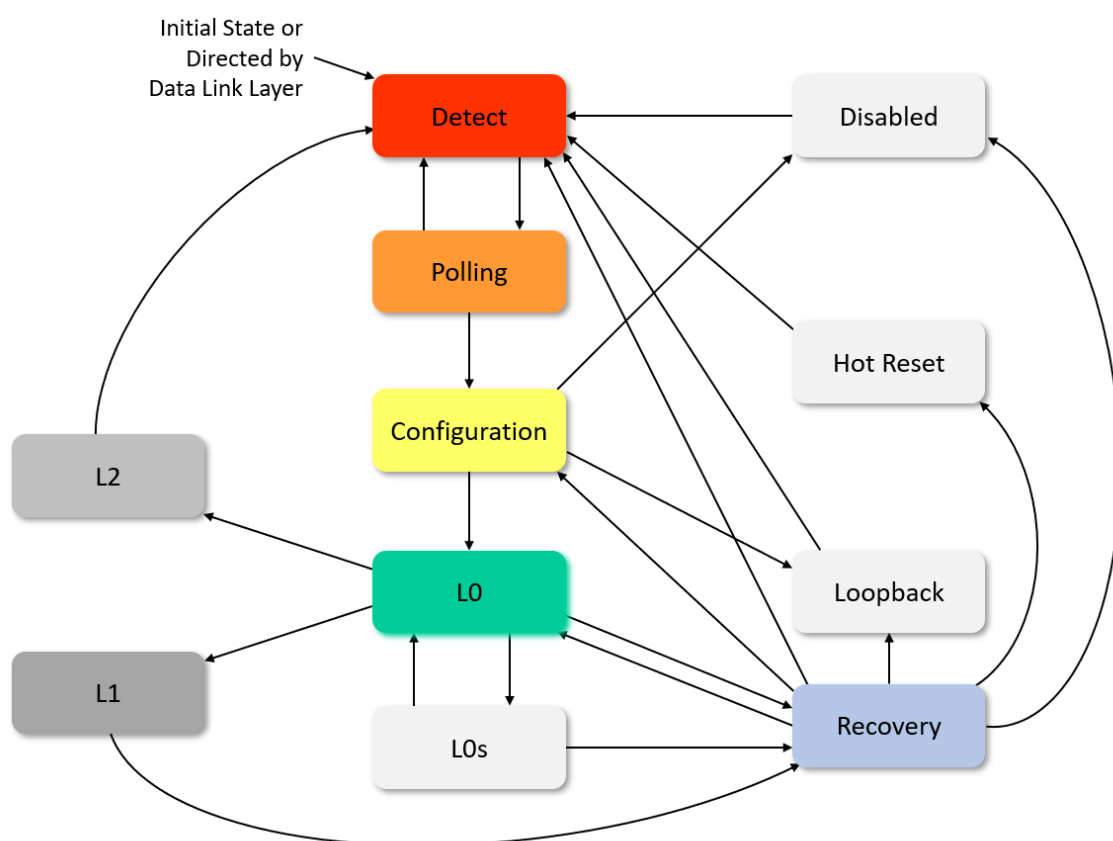 Initial State or
Directed by
Data Link Layer
Detect
Disabled
Polling
Hot Reset
Configuration
L2
L0
Loopback
L1
L0s
Recovery